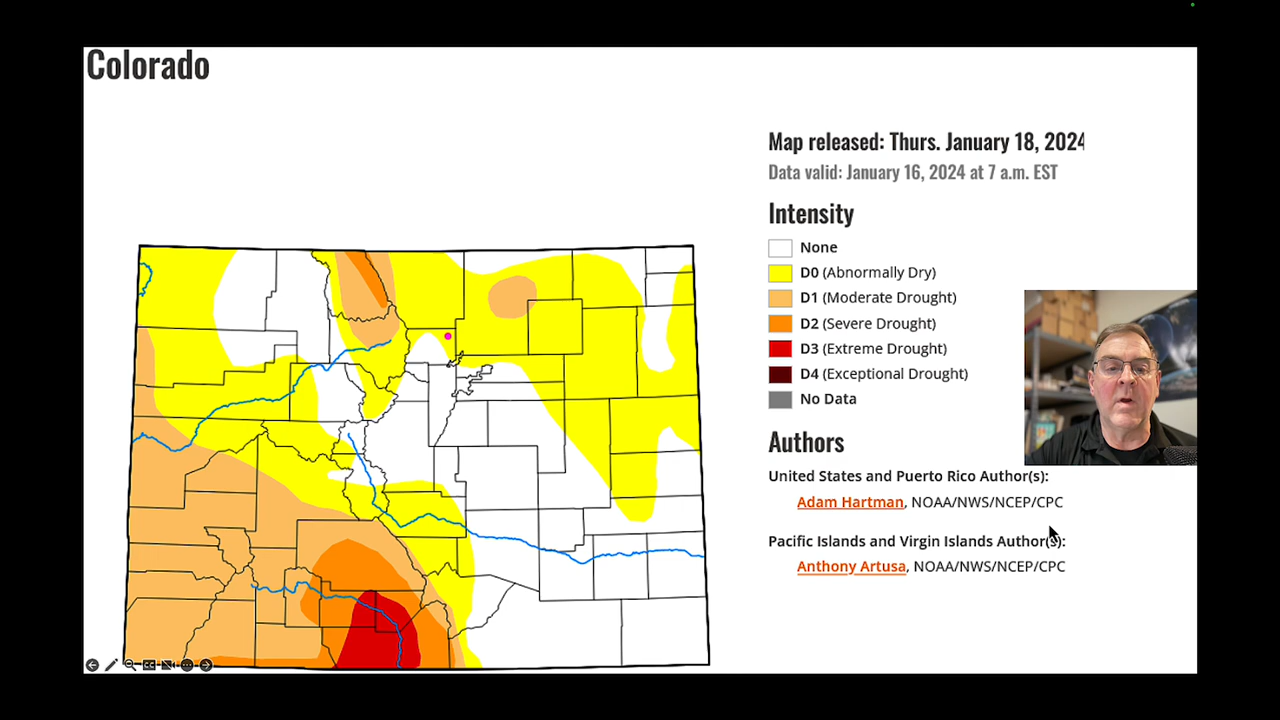 Colorado
Map released: Thurs. January 18, 2024
Data valid: January 16, 2024 at 7 a.m. EST
Intensity
None
D0 (Abnormally Dry)
D1 (Moderate Drought)
D2 (Severe Drought)
D3 (Extreme Drought)
D4 (Exceptional Drought)
No Data
Authors
United States and Puerto Rico Author(s):
Adam Hartman, NOAA/NWS/NCEP/CPC
Pacific Islands and Virgin Islands Author(s):
Anthony Artusa, NOAA/NWS/NCEP/CPC